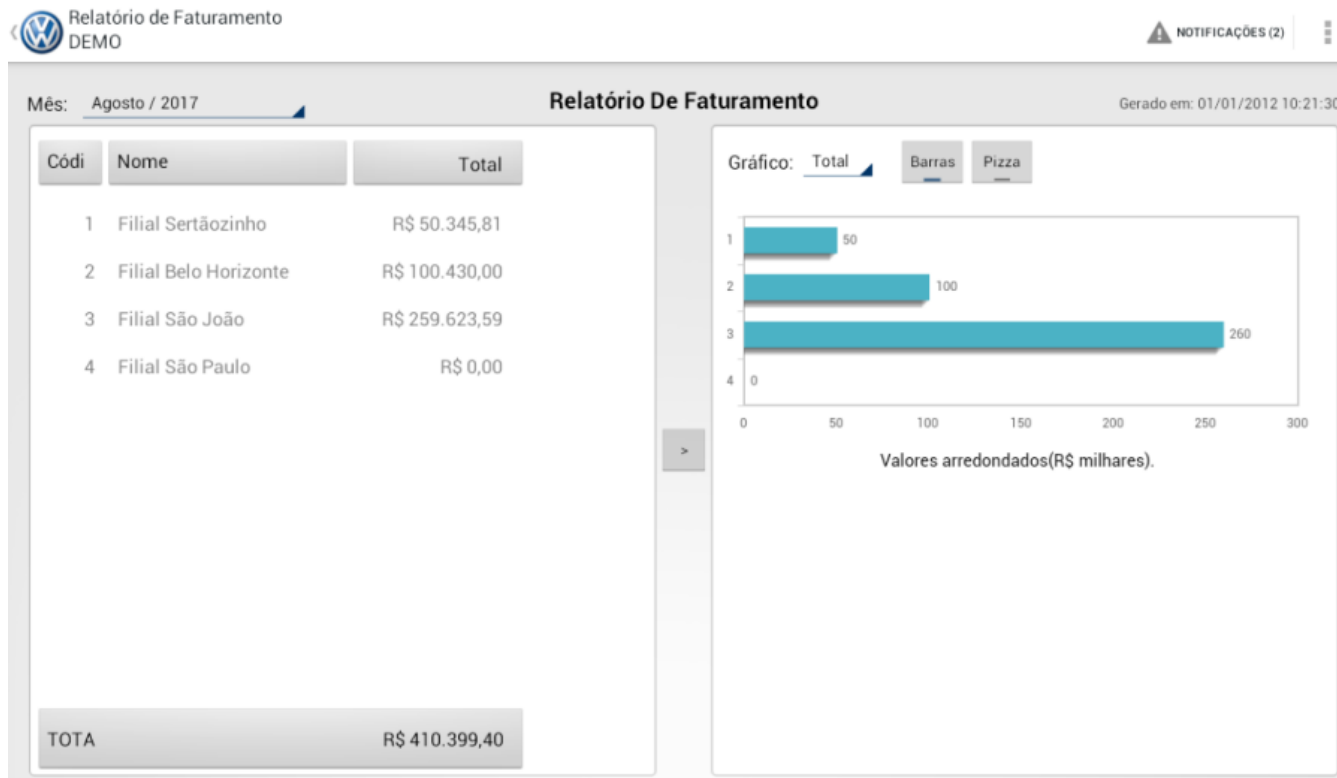 Relatório de Faturamento
DEMO
NOTIFICAÇÕES (2)
Mês: Agosto / 2017
Relatório De Faturamento
Gerado em: 01/01/2012 10:21:30
Códi Nome Total
1 Filial Sertãozinho R$ 50.345,81
2 Filial Belo Horizonte R$ 100.430,00
3 Filial São João R$ 259.623,59
4 Filial São Paulo R$ 0,00
TOTA R$ 410.399,40
>
Gráfico: Total Barras Pizza
1 50
2 100
3 260
4 0
0 50 100 150 200 250 300
Valores arredondados(R$ milhares).